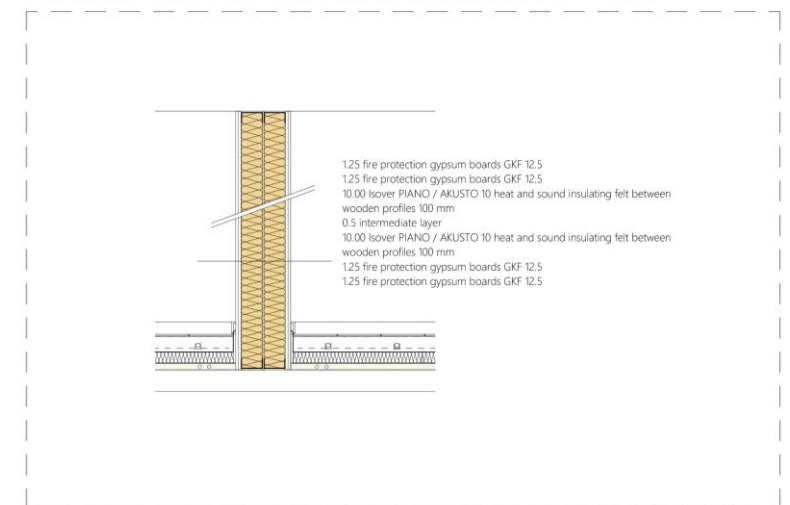 1.25 fire protection gypsum boards GKF 12.5
1.25 fire protection gypsum boards GKF 12.5
10.00 Isover PIANO / AKUSTO 10 heat and sound insulating felt between
wooden profiles 100 mm
0.5 intermediate layer
10.00 Isover PIANO / AKUSTO 10 heat and sound insulating felt between
wooden profiles 100 mm
1.25 fire protection gypsum boards GKF 12.5
1.25 fire protection gypsum boards GKF 12.5